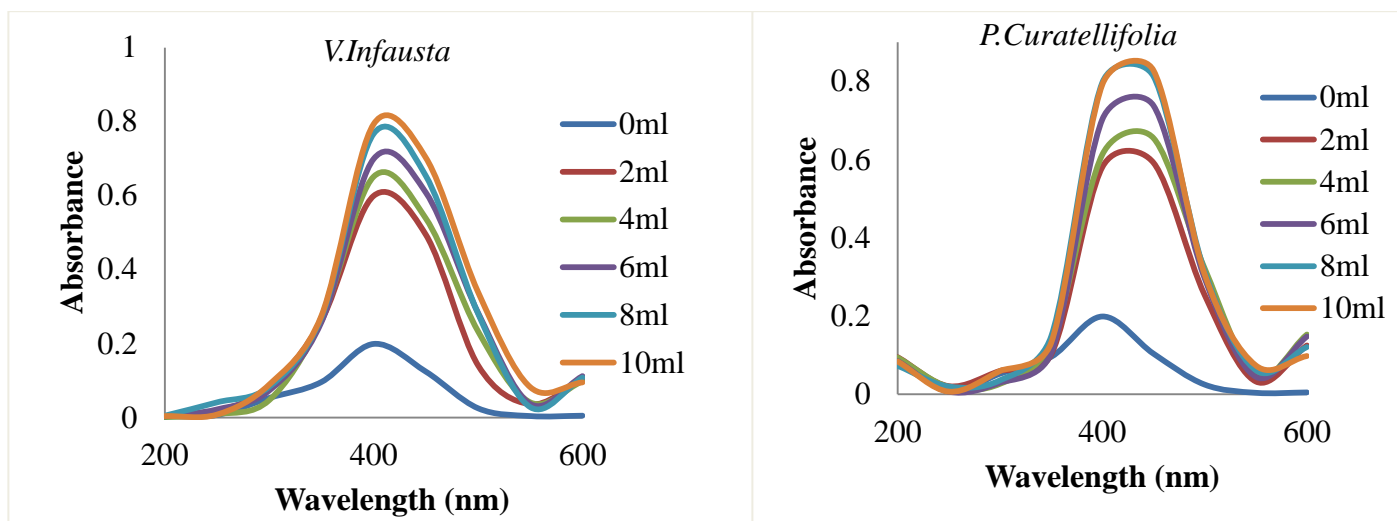 V.Infausta
1
0.8
0.6
0.4
0.2
0
Absorbance
200
400
600
Wavelength (nm)
0ml
2ml
4ml
6ml
8ml
10ml
P.Curatellifolia
0.8
0.6
0.4
0.2
0
Absorbance
200
400
600
Wavelength (nm)
0ml
2ml
4ml
6ml
8ml
10ml